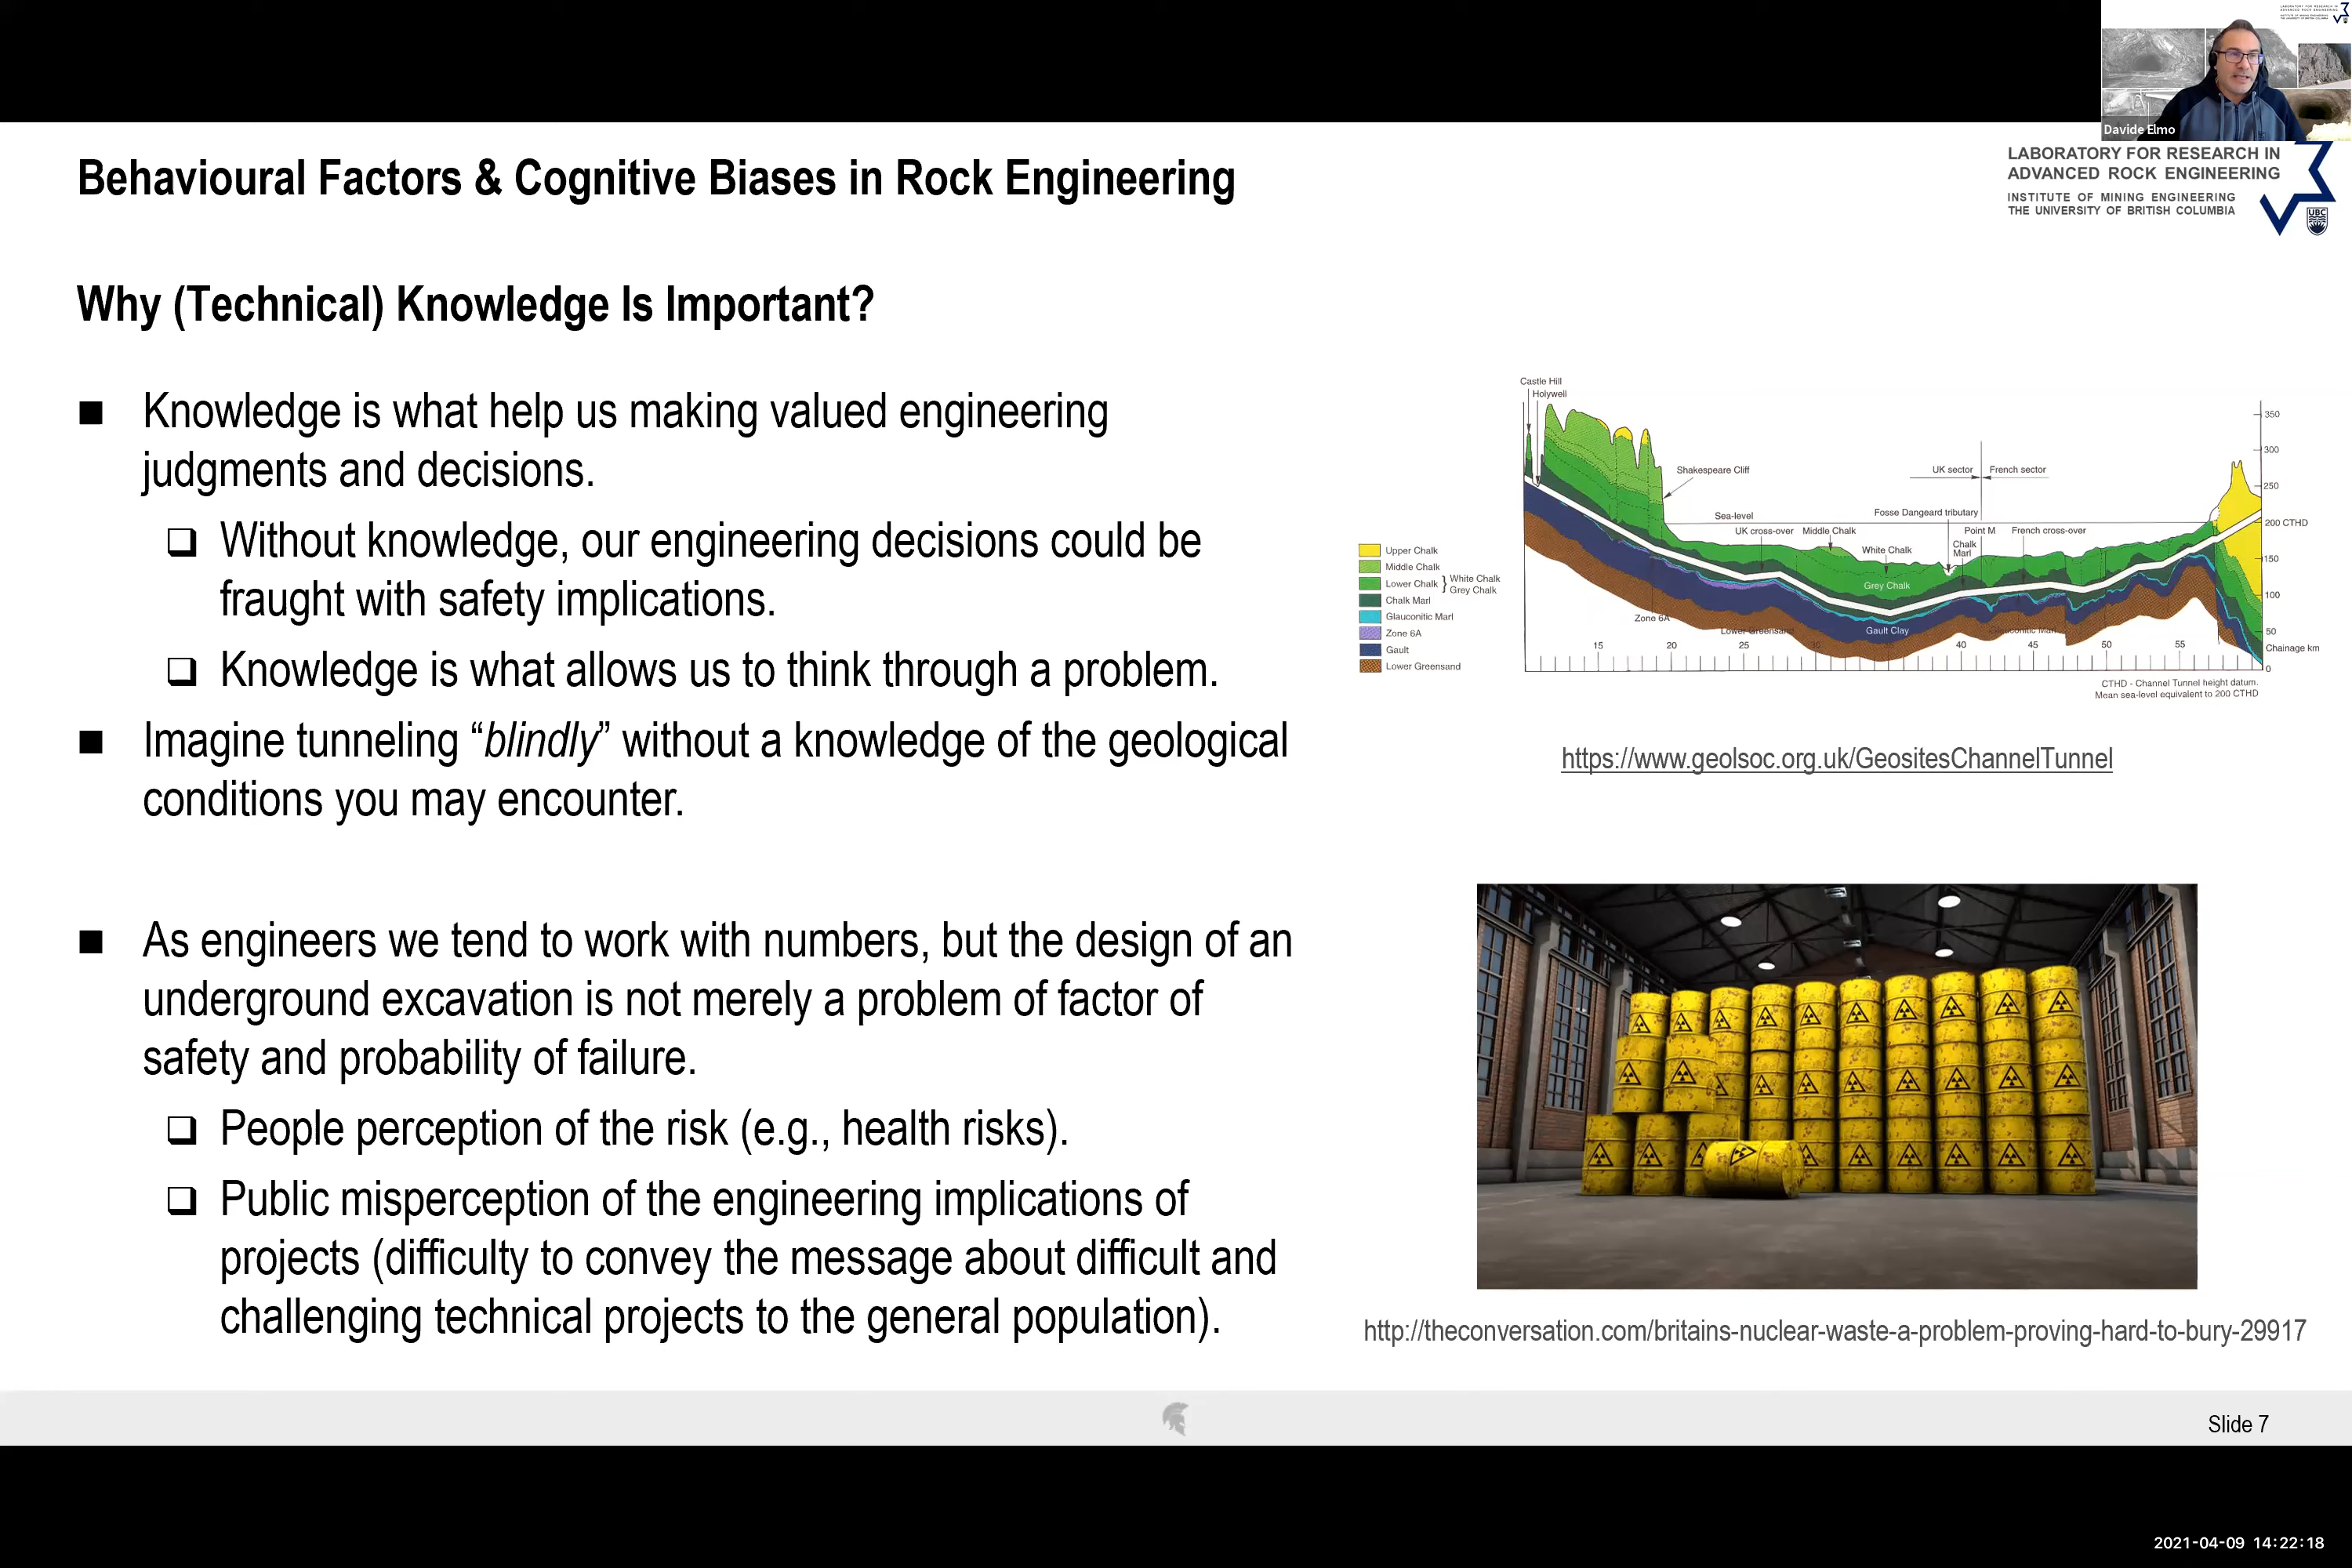 Davide Elmo
LABORATORY FOR RESEARCH IN
ADVANCED ROCK ENGINEERING
INSTITUTE OF MINING ENGINEERING
THE UNIVERSITY OF BRITISH COLUMBIA
UBC
Behavioural Factors & Cognitive Biases in Rock Engineering
Why (Technical) Knowledge Is Important?
Knowledge is what help us making valued engineering
judgments and decisions.
Without knowledge, our engineering decisions could be
fraught with safety implications.
Knowledge is what allows us to think through a problem.
Imagine tunneling “blindly” without a knowledge of the geological
conditions you may encounter.
As engineers we tend to work with numbers, but the design of an
underground excavation is not merely a problem of factor of
safety and probability of failure.
People perception of the risk (e.g., health risks).
Public misperception of the engineering implications of
projects (difficulty to convey the message about difficult and
challenging technical projects to the general population).
Castle Hill
Holywell
Shakespeare Cliff
UK sector
French sector
Sea-level
Fosse Dangeard tributary
UK cross-over
Middle Chalk
Point M
French cross-over
White Chalk
Chalk
Marl
Grey Chalk
Zone 6A
Lower Greensand
Gault Clay
350
300
250
200 CTHD
150
100
50
0
Chainage km
15
20
25
30
35
40
45
50
55
Upper Chalk
Middle Chalk
Lower Chalk } White Chalk
Grey Chalk
Chalk Marl
Glauconitic Marl
Zone 6A
Gault
Lower Greensand
CTHD - Channel Tunnel height datum.
Mean sea-level equivalent to 200 CTHD
https://www.geolsoc.org.uk/GeositesChannelTunnel
http://theconversation.com/britains-nuclear-waste-a-problem-proving-hard-to-bury-29917
Slide 7
2021-04-09 14:22:18